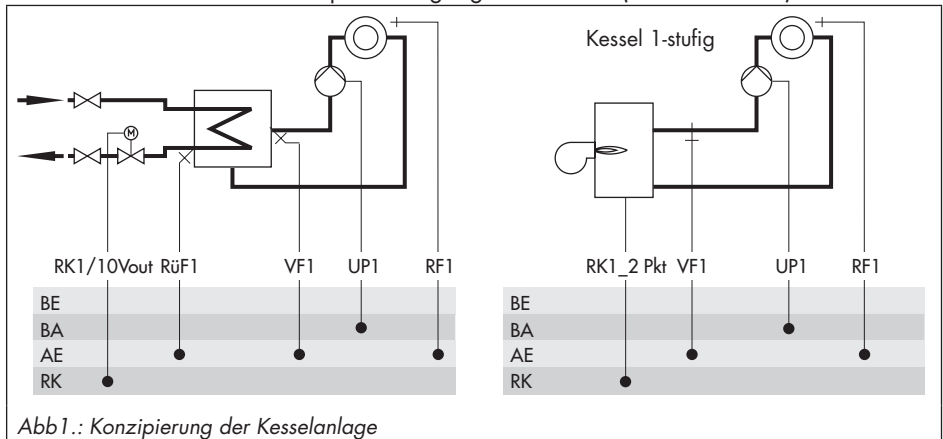 Kessel 1-stufig
M
RK1/10Vout RüF1 VF1 UP1 RF1
BE
BA
AE
RK
RK1_2 Pkt VF1 UP1 RF1
BE
BA
AE
RK
Abb1.: Konzipierung der Kesselanlage